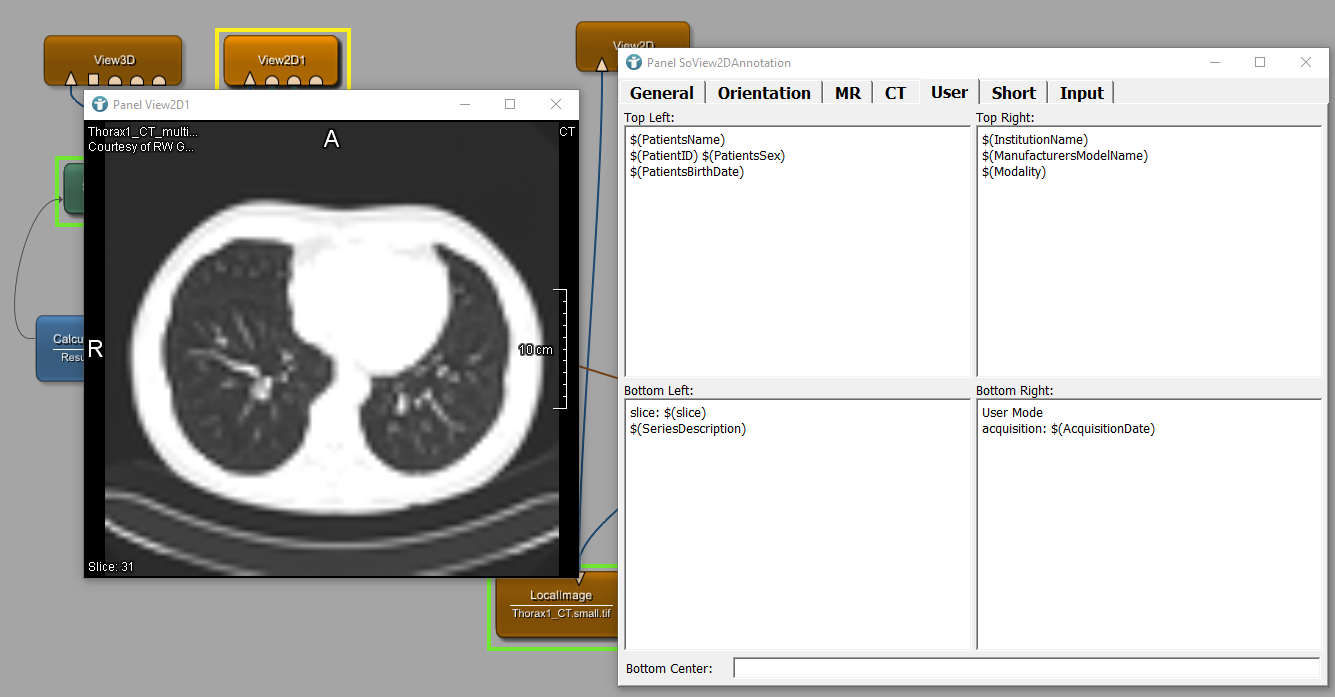 View3D
View2D1
View2D
Panel View2D1
Thorax1_CT_multi...
Courtesy of RW G...
A
CT
R
10 cm
Slice: 31
Calcu
Resu
LocalImage
Thorax1_CT.small.tif
Panel SoView2DAnnotation
General
Orientation
MR
CT
User
Short
Input
Top Left:
$(PatientsName)
$(PatientID) $(PatientsSex)
$(PatientsBirthDate)
Top Right:
$(InstitutionName)
$(ManufacturersModelName)
$(Modality)
Bottom Left:
slice: $(slice)
$(SeriesDescription)
Bottom Right:
User Mode
acquisition: $(AcquisitionDate)
Bottom Center: